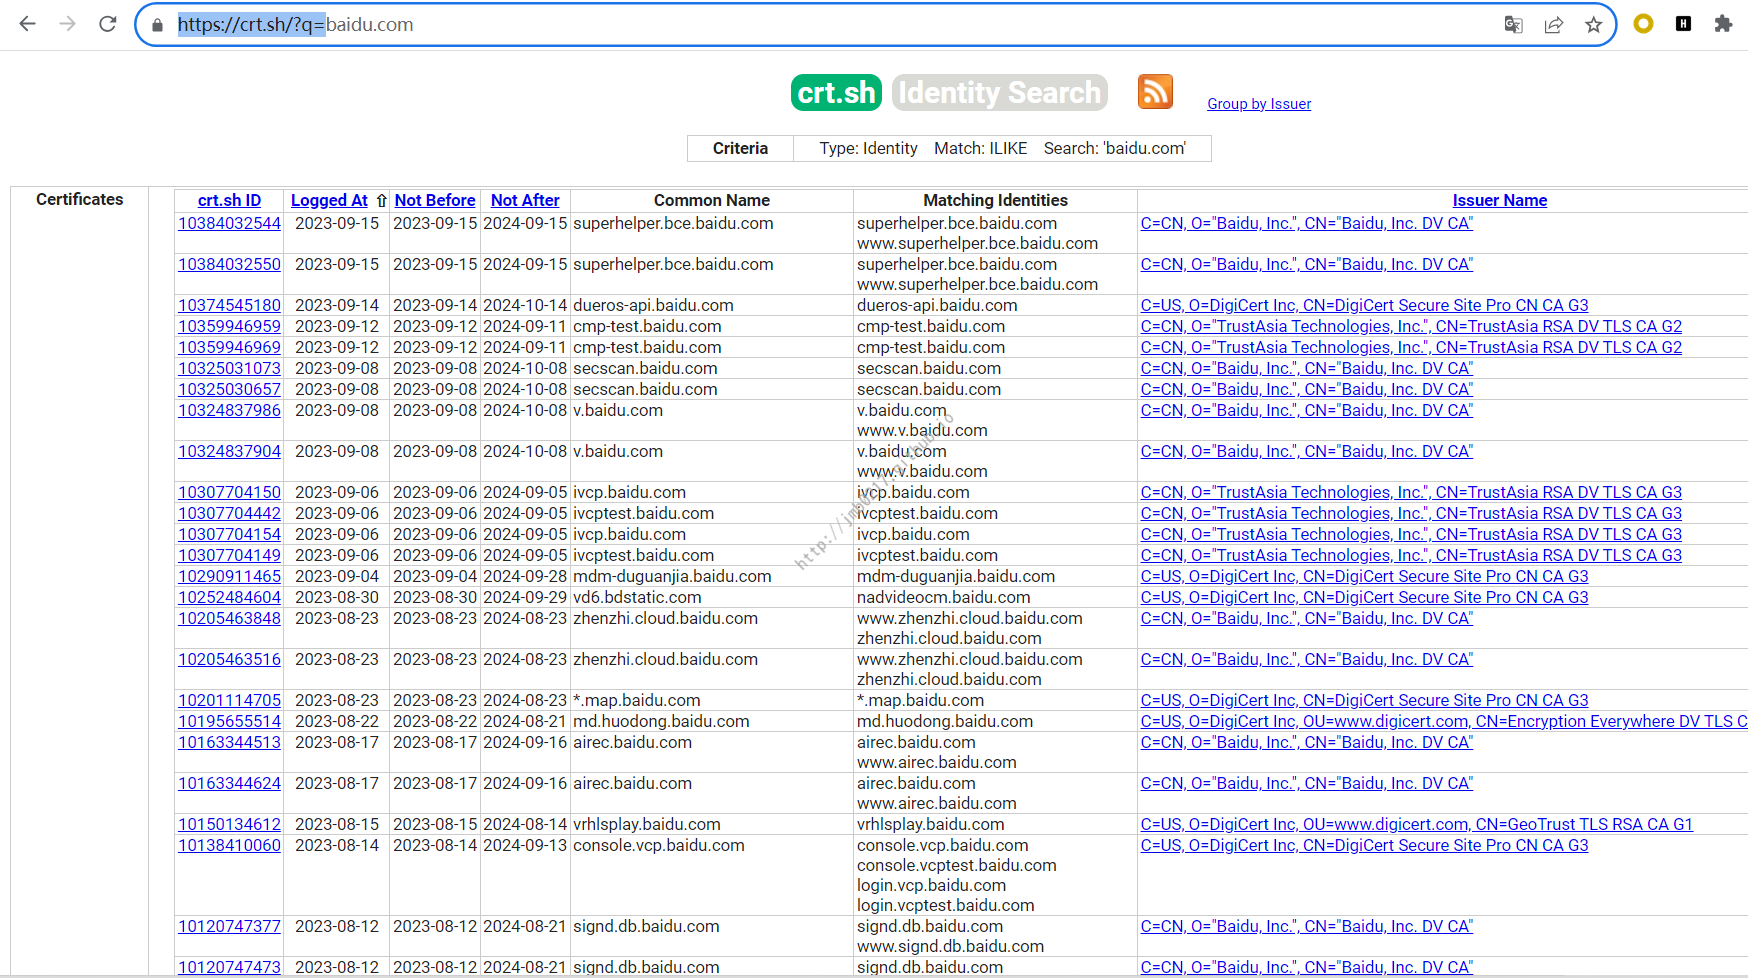 https://crt.sh/?q=baidu.com
crt.sh Identity Search Group by Issuer
Criteria Type: Identity Match: ILIKE Search: 'baidu.com'
Certificates crt.sh ID Logged At ⇧ Not Before Not After Common Name Matching Identities Issuer Name
10384032544 2023-09-15 2023-09-15 2024-09-15 superhelper.bce.baidu.com superhelper.bce.baidu.com C=CN, O="Baidu, Inc.", CN="Baidu, Inc. DV CA"
www.superhelper.bce.baidu.com
10384032550 2023-09-15 2023-09-15 2024-09-15 superhelper.bce.baidu.com superhelper.bce.baidu.com C=CN, O="Baidu, Inc.", CN="Baidu, Inc. DV CA"
www.superhelper.bce.baidu.com
10374545180 2023-09-14 2023-09-14 2024-10-14 dueros-api.baidu.com dueros-api.baidu.com C=US, O=DigiCert Inc, CN=DigiCert Secure Site Pro CN CA G3
10359946959 2023-09-12 2023-09-12 2024-09-11 cmp-test.baidu.com cmp-test.baidu.com C=CN, O="TrustAsia Technologies, Inc.", CN=TrustAsia RSA DV TLS CA G2
10359946969 2023-09-12 2023-09-12 2024-09-11 cmp-test.baidu.com cmp-test.baidu.com C=CN, O="TrustAsia Technologies, Inc.", CN=TrustAsia RSA DV TLS CA G2
10325031073 2023-09-08 2023-09-08 2024-10-08 secscan.baidu.com secscan.baidu.com C=CN, O="Baidu, Inc.", CN="Baidu, Inc. DV CA"
10325030657 2023-09-08 2023-09-08 2024-10-08 secscan.baidu.com secscan.baidu.com C=CN, O="Baidu, Inc.", CN="Baidu, Inc. DV CA"
10324837986 2023-09-08 2023-09-08 2024-10-08 v.baidu.com v.baidu.com C=CN, O="Baidu, Inc.", CN="Baidu, Inc. DV CA"
www.v.baidu.com
10324837904 2023-09-08 2023-09-08 2024-10-08 v.baidu.com v.baidu.com C=CN, O="Baidu, Inc.", CN="Baidu, Inc. DV CA"
www.v.baidu.com
10307704150 2023-09-06 2023-09-06 2024-09-05 ivcp.baidu.com ivcp.baidu.com C=CN, O="TrustAsia Technologies, Inc.", CN=TrustAsia RSA DV TLS CA G3
10307704442 2023-09-06 2023-09-06 2024-09-05 ivcptest.baidu.com ivcptest.baidu.com C=CN, O="TrustAsia Technologies, Inc.", CN=TrustAsia RSA DV TLS CA G3
10307704154 2023-09-06 2023-09-06 2024-09-05 ivcp.baidu.com ivcp.baidu.com C=CN, O="TrustAsia Technologies, Inc.", CN=TrustAsia RSA DV TLS CA G3
10307704149 2023-09-06 2023-09-06 2024-09-05 ivcptest.baidu.com ivcptest.baidu.com C=CN, O="TrustAsia Technologies, Inc.", CN=TrustAsia RSA DV TLS CA G3
10290911465 2023-09-04 2023-09-04 2024-09-28 mdm-duguanjia.baidu.com mdm-duguanjia.baidu.com C=US, O=DigiCert Inc, CN=DigiCert Secure Site Pro CN CA G3
10252484604 2023-08-30 2023-08-30 2024-09-29 vd6.bdstatic.com nadvideocm.baidu.com C=US, O=DigiCert Inc, CN=DigiCert Secure Site Pro CN CA G3
10205463848 2023-08-23 2023-08-23 2024-08-23 zhenzhi.cloud.baidu.com www.zhenzhi.cloud.baidu.com C=CN, O="Baidu, Inc.", CN="Baidu, Inc. DV CA"
zhenzhi.cloud.baidu.com
10205463516 2023-08-23 2023-08-23 2024-08-23 zhenzhi.cloud.baidu.com www.zhenzhi.cloud.baidu.com C=CN, O="Baidu, Inc.", CN="Baidu, Inc. DV CA"
zhenzhi.cloud.baidu.com
10201114705 2023-08-23 2023-08-23 2024-08-23 *.map.baidu.com *.map.baidu.com C=US, O=DigiCert Inc, CN=DigiCert Secure Site Pro CN CA G3
10195655514 2023-08-22 2023-08-22 2024-08-21 md.huodong.baidu.com md.huodong.baidu.com C=US, O=DigiCert Inc, OU=www.digicert.com, CN=Encryption Everywhere DV TLS C
10163344513 2023-08-17 2023-08-17 2024-09-16 airec.baidu.com airec.baidu.com C=CN, O="Baidu, Inc.", CN="Baidu, Inc. DV CA"
www.airec.baidu.com
10163344624 2023-08-17 2023-08-17 2024-09-16 airec.baidu.com airec.baidu.com C=CN, O="Baidu, Inc.", CN="Baidu, Inc. DV CA"
www.airec.baidu.com
10150134612 2023-08-15 2023-08-15 2024-08-14 vrhlsplay.baidu.com vrhlsplay.baidu.com C=US, O=DigiCert Inc, OU=www.digicert.com, CN=GeoTrust TLS RSA CA G1
10138410060 2023-08-14 2023-08-14 2024-09-13 console.vcp.baidu.com console.vcp.baidu.com C=US, O=DigiCert Inc, CN=DigiCert Secure Site Pro CN CA G3
console.vcptest.baidu.com
login.vcp.baidu.com
login.vcptest.baidu.com
10120747377 2023-08-12 2023-08-12 2024-08-21 signd.db.baidu.com signd.db.baidu.com C=CN, O="Baidu, Inc.", CN="Baidu, Inc. DV CA"
www.signd.db.baidu.com
10120747473 2023-08-12 2023-08-12 2024-08-21 signd.db.baidu.com signd.db.baidu.com C=CN, O="Baidu, Inc.", CN="Baidu, Inc. DV CA"